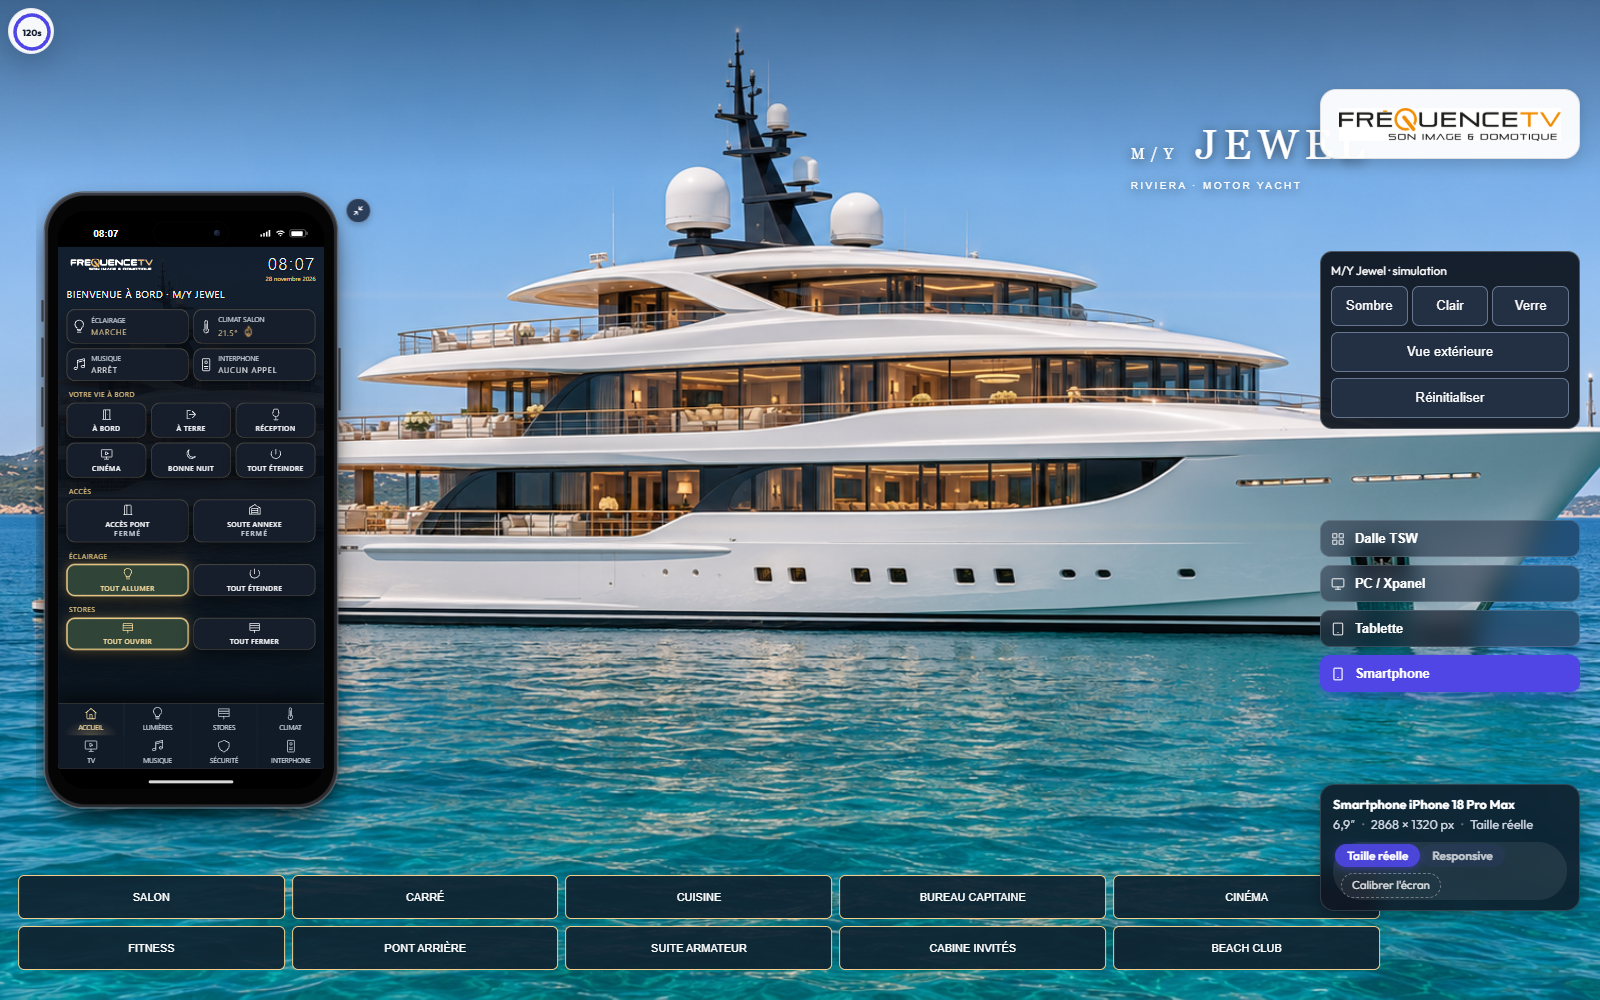 120s
FRÉQUENCETV
SON IMAGE & DOMOTIQUE
M/Y JEWEL
RIVIERA · MOTOR YACHT
08:07
FREQUENCETV
SON IMAGE & DOMOTIQUE
08:07
28 novembre 2026
BIENVENUE À BORD · M/Y JEWEL
ÉCLAIRAGE
MARCHE
CLIMAT SALON
21.5°
MUSIQUE
ARRÊT
INTERPHONE
AUCUN APPEL
VOTRE VIE À BORD
À BORD
À TERRE
RÉCEPTION
CINÉMA
BONNE NUIT
TOUT ÉTEINDRE
ACCÈS
ACCÈS PONT
FERMÉ
SOUTE ANNEXE
FERMÉ
ÉCLAIRAGE
TOUT ALLUMER
TOUT ÉTEINDRE
STORES
TOUT OUVRIR
TOUT FERMER
ACCUEIL
LUMIÈRES
STORES
CLIMAT
TV
MUSIQUE
SÉCURITÉ
INTERPHONE
M/Y Jewel · simulation
Sombre
Clair
Verre
Vue extérieure
Réinitialiser
Dalle TSW
PC / Xpanel
Tablette
Smartphone
Smartphone iPhone 18 Pro Max
6,9" · 2868 × 1320 px · Taille réelle
Taille réelle
Responsive
Calibrer l'écran
SALON
CARRÉ
CUISINE
BUREAU CAPITAINE
CINÉMA
FITNESS
PONT ARRIÈRE
SUITE ARMATEUR
CABINE INVITÉS
BEACH CLUB